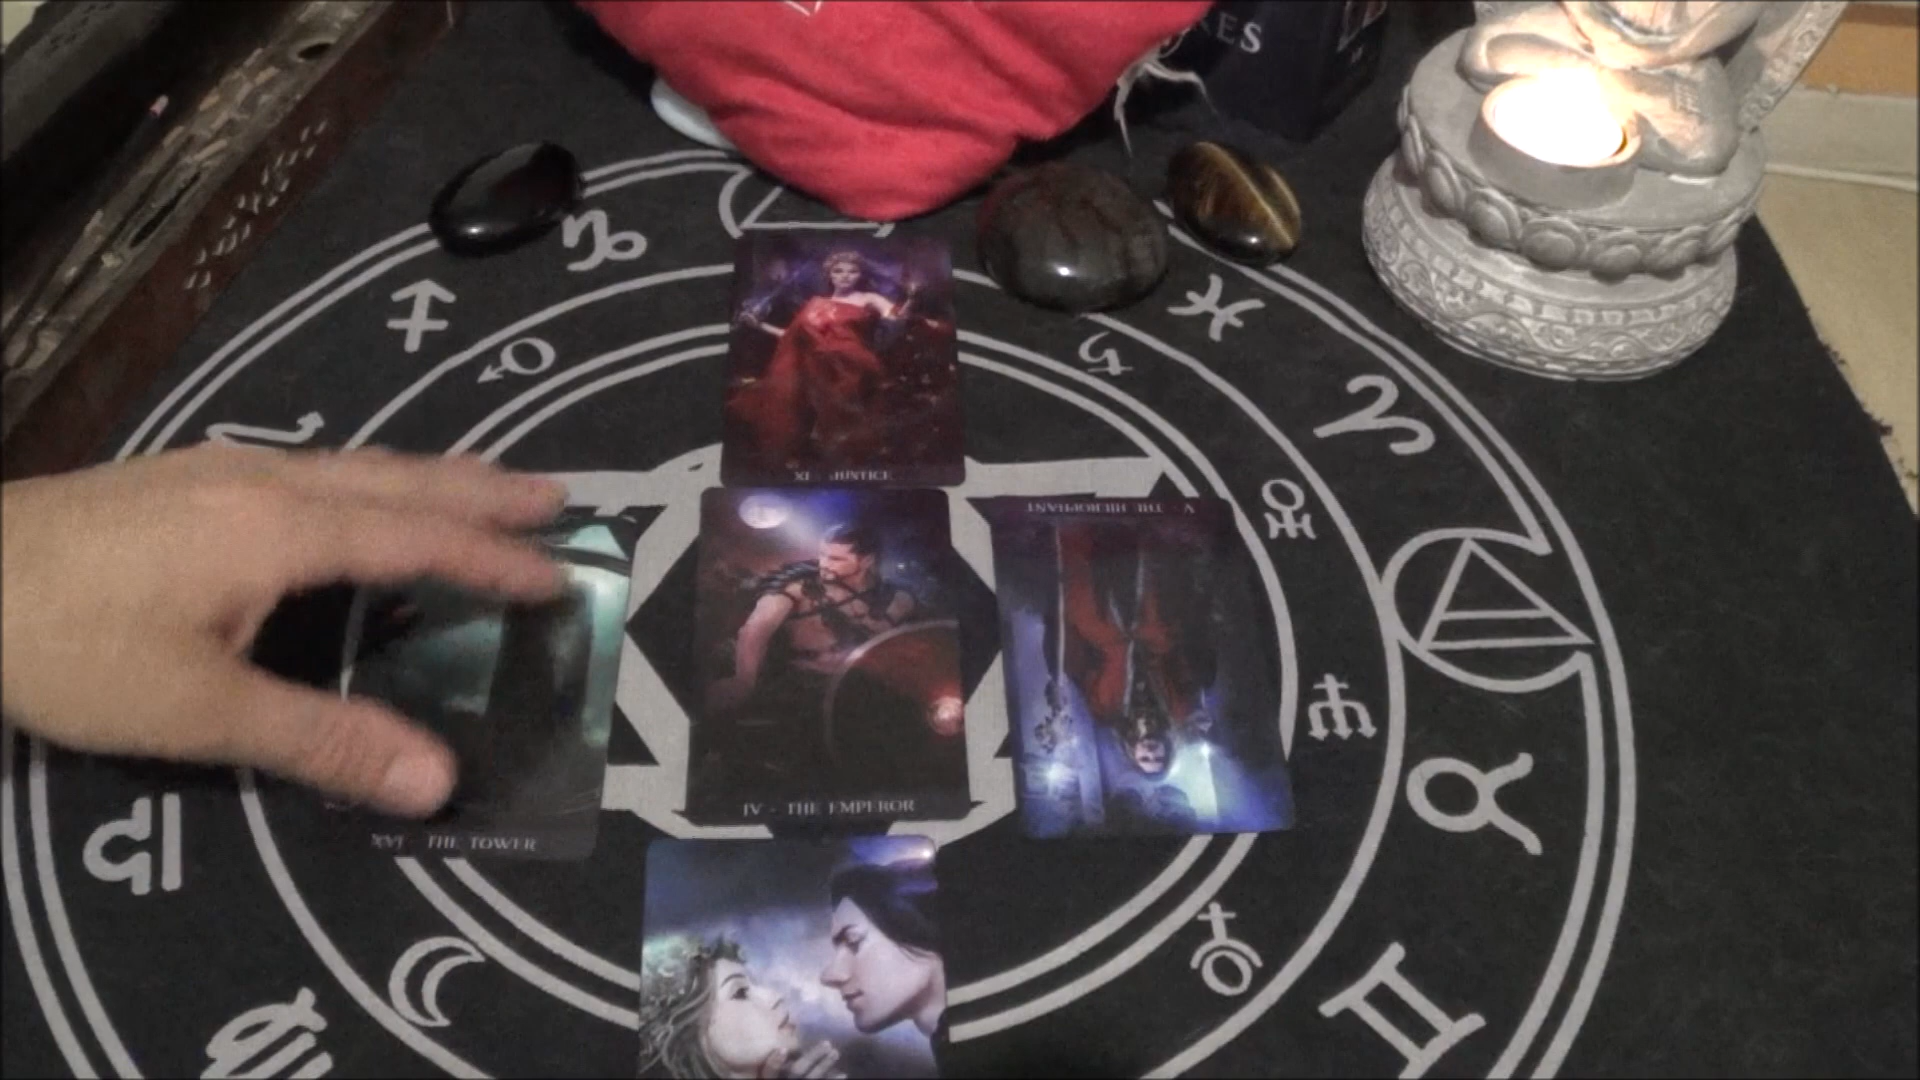 XI - JUSTICE
V - THE HIEROPHANT
IV - THE EMPEROR
XVI - THE TOWER